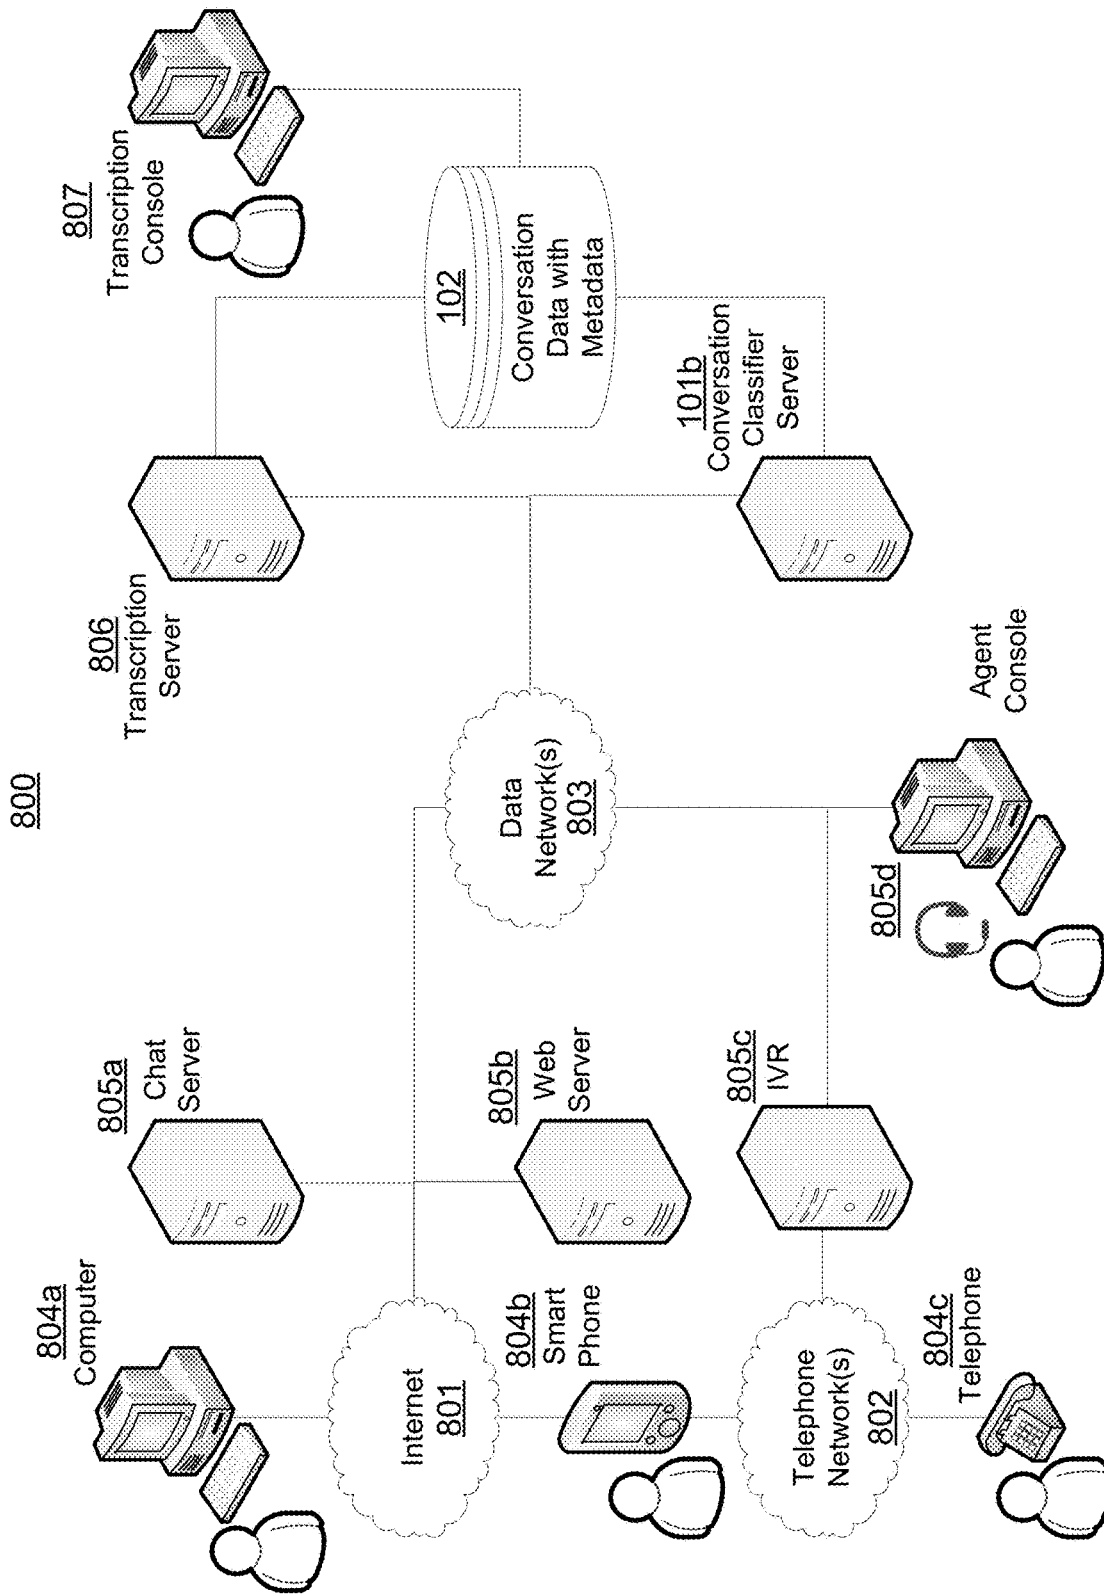 800
804a
Computer
Internet
801
804b
Smart
Phone
Telephone
Network(s)
802
804c
Telephone
805a
Chat
Server
805b
Web
Server
805c
IVR
Data
Network(s)
803
805d
Agent
Console
806
Transcription
Server
101b
Conversation
Classifier
Server
102
Conversation
Data with
Metadata
807
Transcription
Console